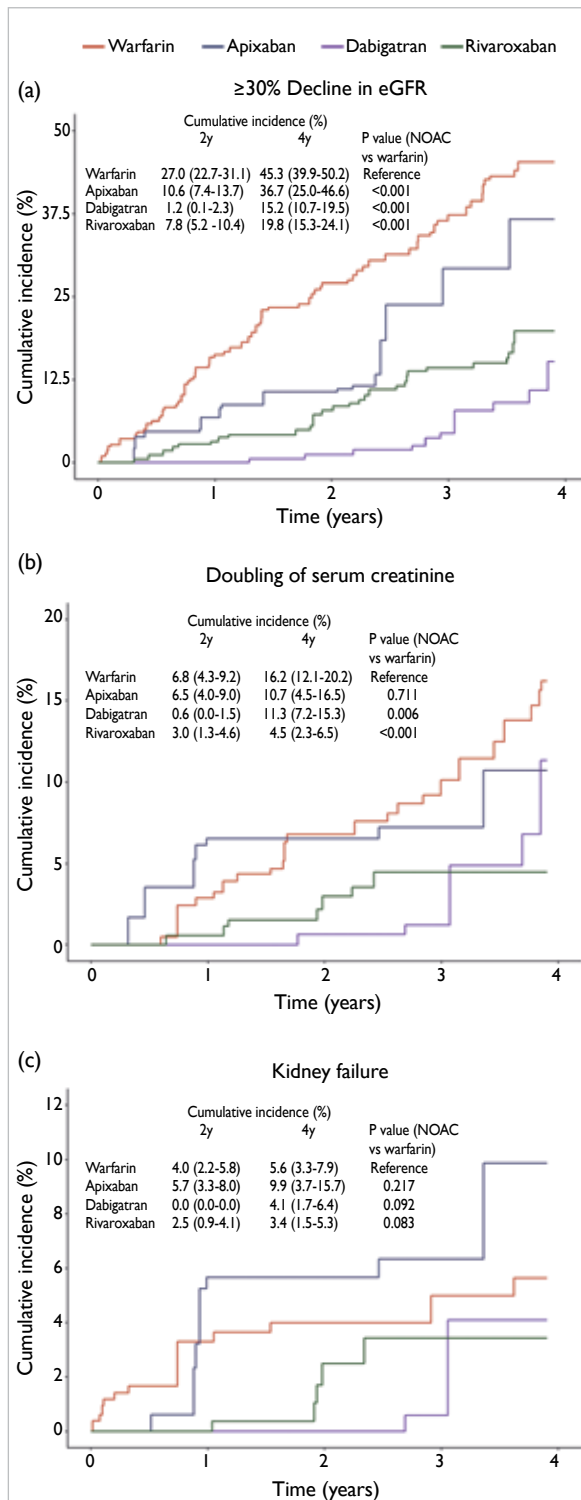 Warfarin Apixaban Dabigatran Rivaroxaban
(a)
≥30% Decline in eGFR
50
37.5
25
12.5
0
Cumulative incidence (%)
Cumulative incidence (%)
2y 4y P value (NOAC
vs warfarin)
Warfarin 27.0 (22.7-31.1) 45.3 (39.9-50.2) Reference
Apixaban 10.6 (7.4-13.7) 36.7 (25.0-46.6) <0.001
Dabigatran 1.2 (0.1-2.3) 15.2 (10.7-19.5) <0.001
Rivaroxaban 7.8 (5.2 -10.4) 19.8 (15.3-24.1) <0.001
0 1 2 3 4
Time (years)
(b)
Doubling of serum creatinine
20
15
10
5
0
Cumulative incidence (%)
Cumulative incidence (%)
2y 4y P value (NOAC
vs warfarin)
Warfarin 6.8 (4.3-9.2) 16.2 (12.1-20.2) Reference
Apixaban 6.5 (4.0-9.0) 10.7 (4.5-16.5) 0.711
Dabigatran 0.6 (0.0-1.5) 11.3 (7.2-15.3) 0.006
Rivaroxaban 3.0 (1.3-4.6) 4.5 (2.3-6.5) <0.001
0 1 2 3 4
Time (years)
(c)
Kidney failure
12
10
8
6
4
2
0
Cumulative incidence (%)
Cumulative incidence (%)
2y 4y P value (NOAC
vs warfarin)
Warfarin 4.0 (2.2-5.8) 5.6 (3.3-7.9) Reference
Apixaban 5.7 (3.3-8.0) 9.9 (3.7-15.7) 0.217
Dabigatran 0.0 (0.0-0.0) 4.1 (1.7-6.4) 0.092
Rivaroxaban 2.5 (0.9-4.1) 3.4 (1.5-5.3) 0.083
0 1 2 3 4
Time (years)